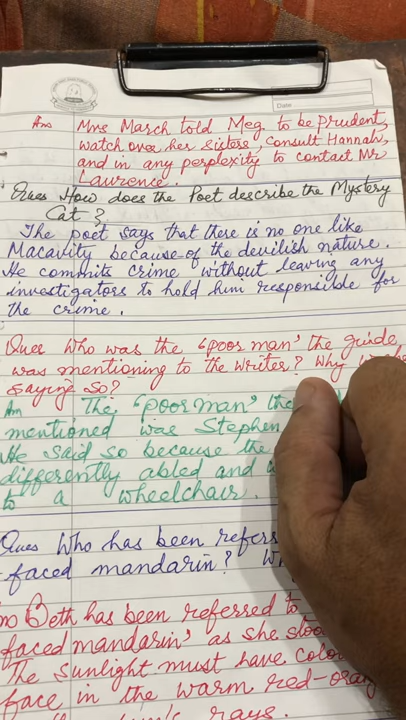 Date
Ans Mrs March told Meg to be prudent,
watch over her sisters, consult Hannah,
and in any perplexity to contact Mr
Laurence.
Ques How does the Poet describe the Mystery
Cat?
The poet says that there is no one like
Macavity because of the devilish nature.
He commits crime without leaving any
investigators to hold him responsible for
the crime.
Ques Who was the 'poor man' the guide
was mentioning to the writer? Why
saying so?
Ans The 'poor man' the
mentioned was Stephen
He said so because the
differently abled and
to a wheelchair.
Ques Who has been
faced mandarin?
Beth has been referred to
faced mandarin' as she
The sunlight must have
face in the warm red-
rays.